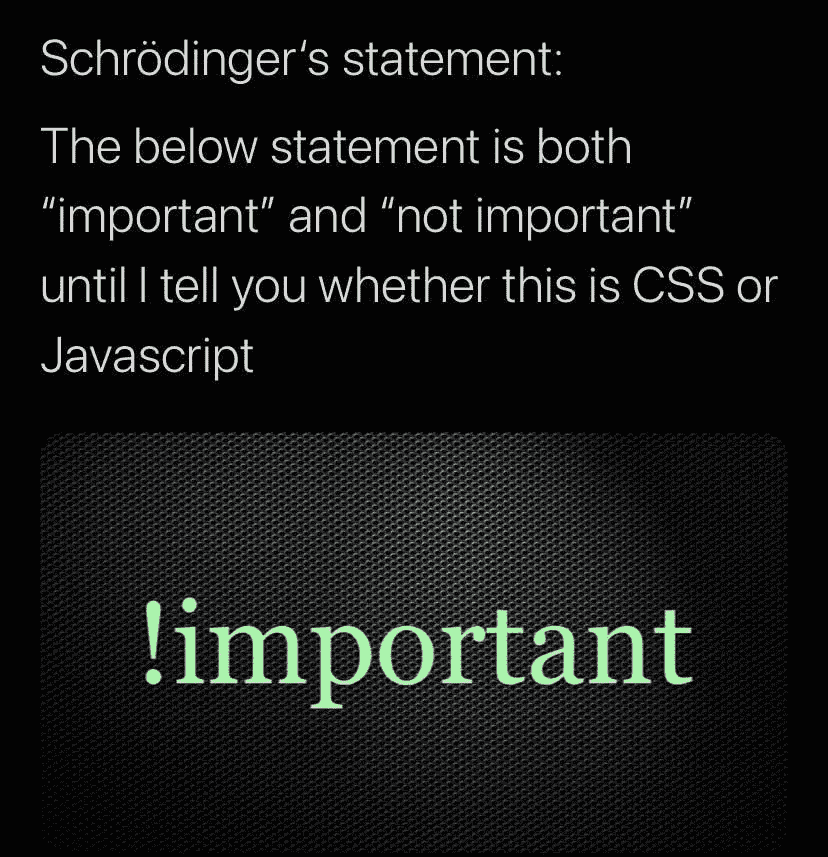 Schrödinger‘s statement:
The below statement is both
“important” and “not important”
until I tell you whether this is CSS or
Javascript
!important